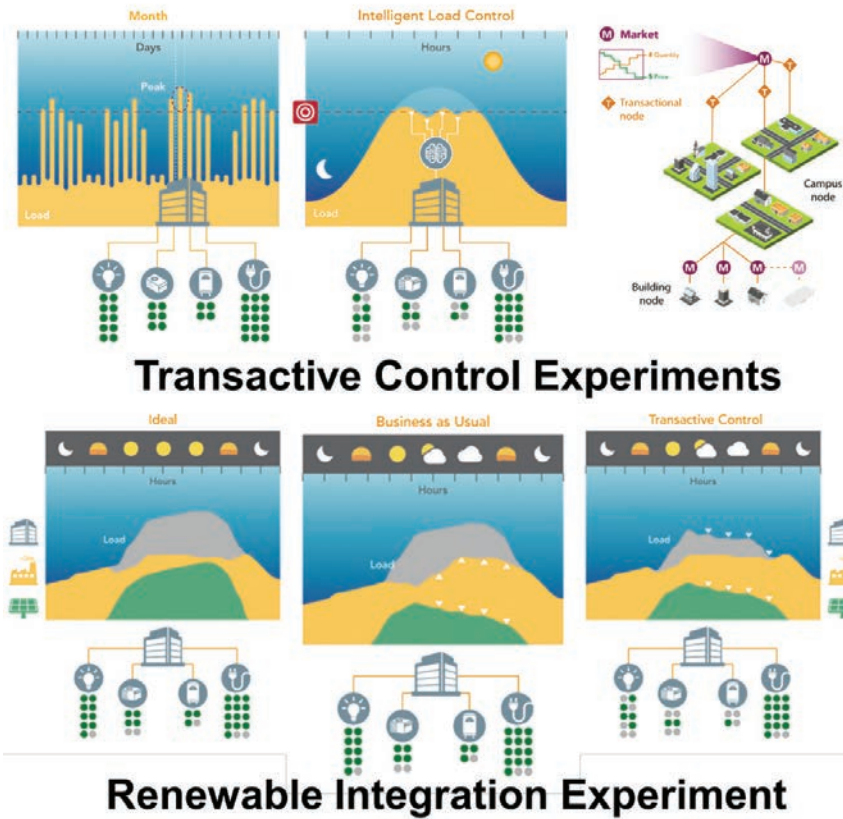 Month
Days
Peak
Load
Intelligent Load Control
Hours
Load
M Market
$ Price
T Transactional
node
M
T
T
T
Campus
node
M M M M
Building
node
Transactive Control Experiments
Ideal
Hours
Load
Business as Usual
Hours
Load
Transactive Control
Hours
Load
Renewable Integration Experiment